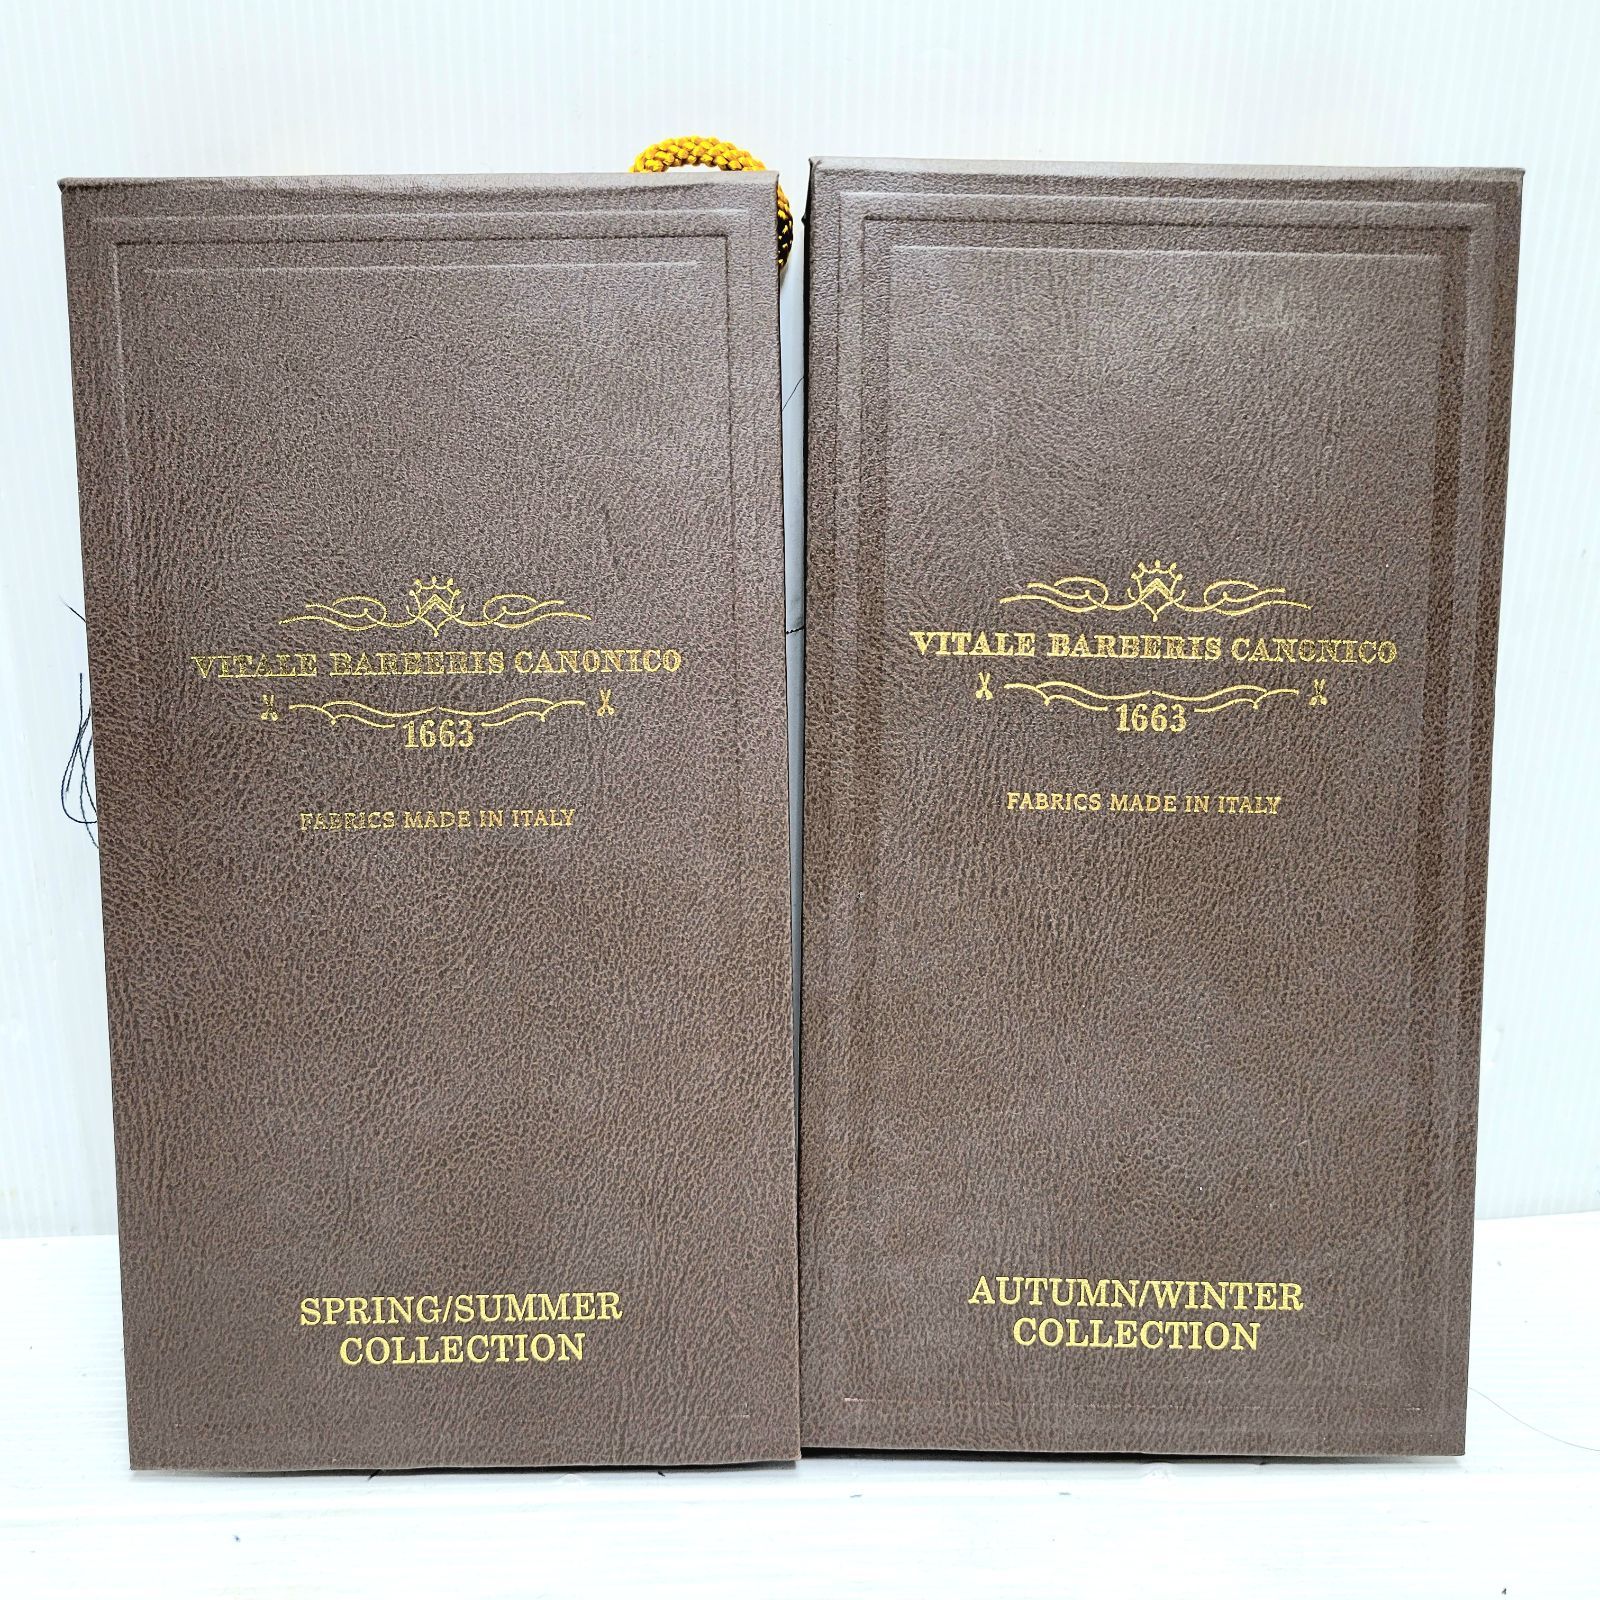 VITALE BARBERIS CANONICO
1663
FABRICS MADE IN ITALY
SPRING/SUMMER
COLLECTION
VITALE BARBERIS CANONICO
1663
FABRICS MADE IN ITALY
AUTUMN/WINTER
COLLECTION